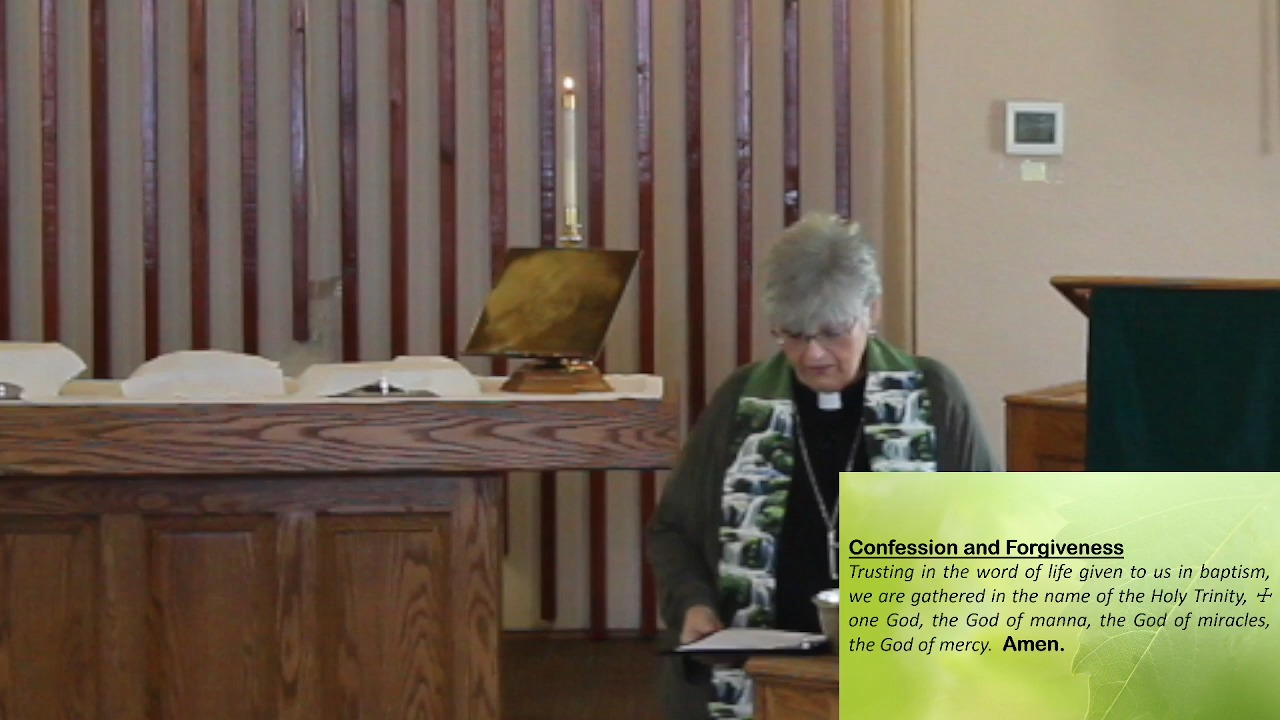 Confession and Forgiveness
Trusting in the word of life given to us in baptism,
we are gathered in the name of the Holy Trinity, ☩
one God, the God of manna, the God of miracles,
the God of mercy. Amen.